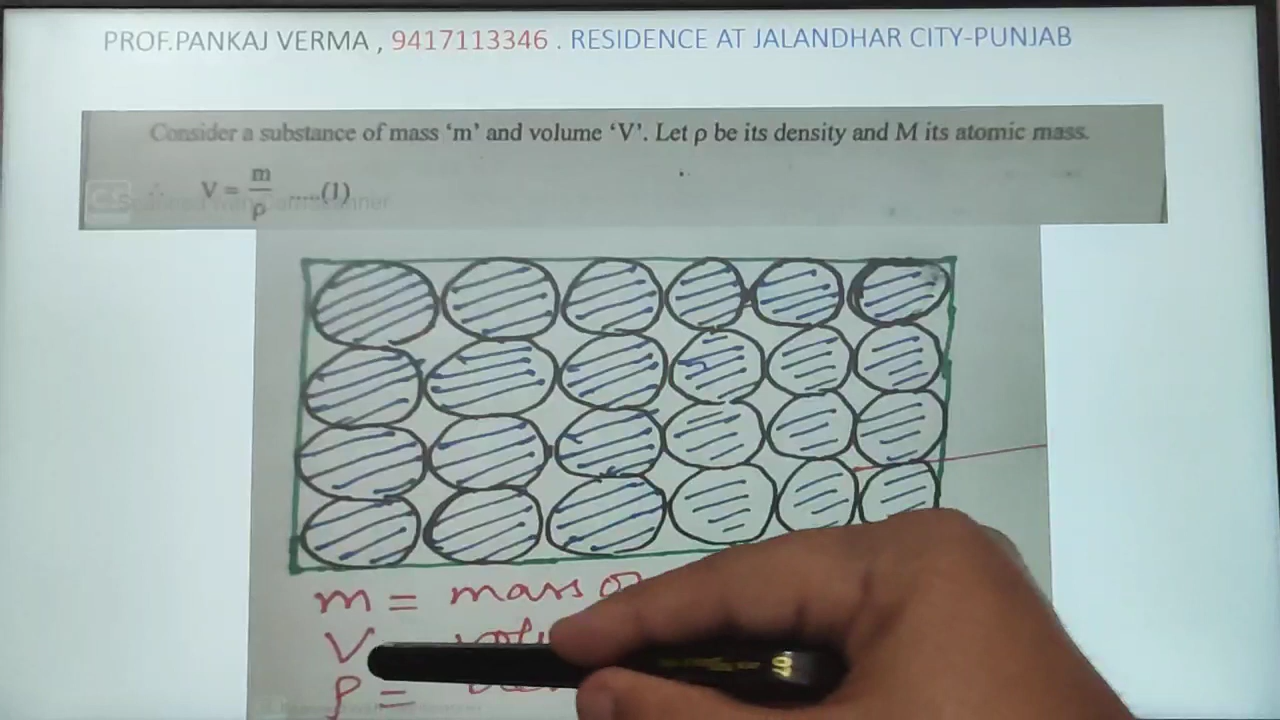 PROF.PANKAJ VERMA , 9417113346 . RESIDENCE AT JALANDHAR CITY-PUNJAB
Consider a substance of mass ‘m’ and volume ‘V’. Let ρ be its density and M its atomic mass.
∴ V = m/ρ .....(1)
m = mass
V
ρ =